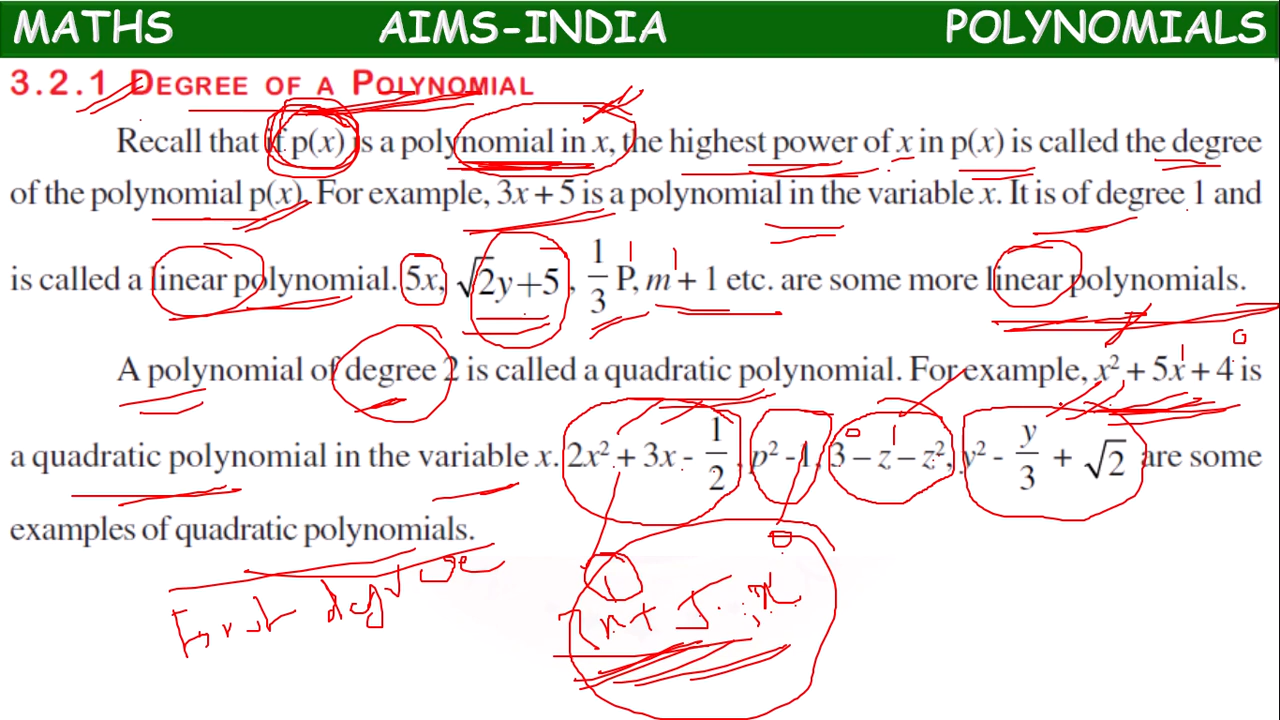 MATHS AIMS-INDIA POLYNOMIALS
3.2.1 DEGREE OF A POLYNOMIAL
Recall that if p(x) is a polynomial in x, the highest power of x in p(x) is called the degree
of the polynomial p(x). For example, 3x + 5 is a polynomial in the variable x. It is of degree 1 and
is called a linear polynomial. 5x, √2y+5, 1/3 P, m + 1 etc. are some more linear polynomials.
A polynomial of degree 2 is called a quadratic polynomial. For example, x² + 5x + 4 is
a quadratic polynomial in the variable x. 2x² + 3x - 1/2, p² -1, 3 – z – z², y² - y/3 + √2 are some
examples of quadratic polynomials.
First degree